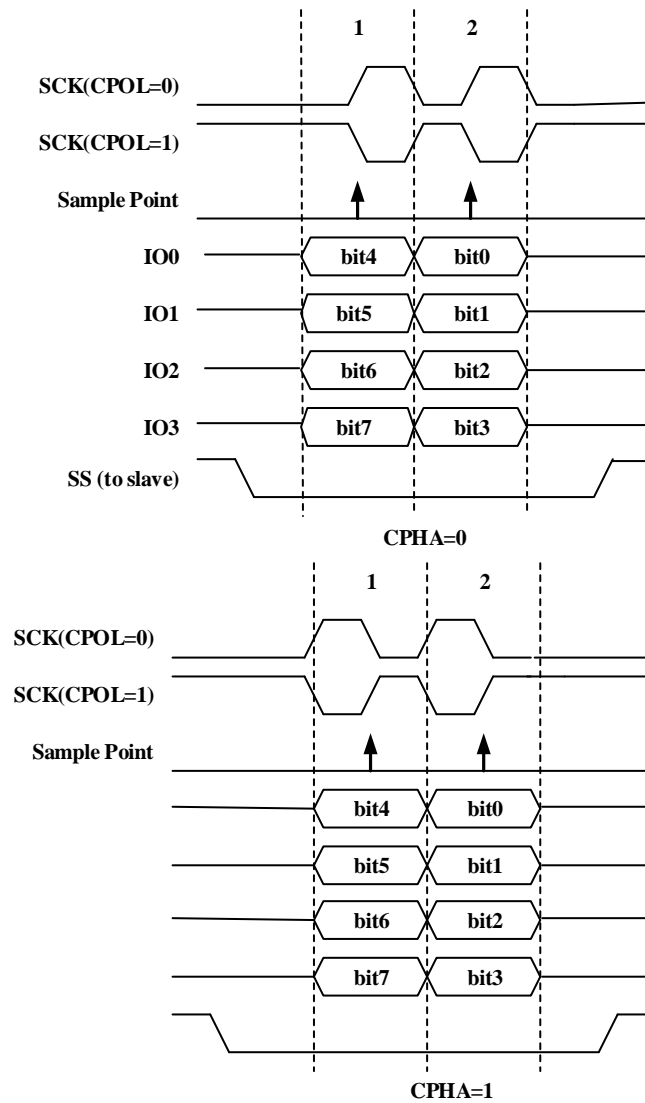 1 2
SCK(CPOL=0)
SCK(CPOL=1)
Sample Point
IO0 bit4 bit0
IO1 bit5 bit1
IO2 bit6 bit2
IO3 bit7 bit3
SS (to slave)
CPHA=0
1 2
SCK(CPOL=0)
SCK(CPOL=1)
Sample Point
bit4 bit0
bit5 bit1
bit6 bit2
bit7 bit3
CPHA=1